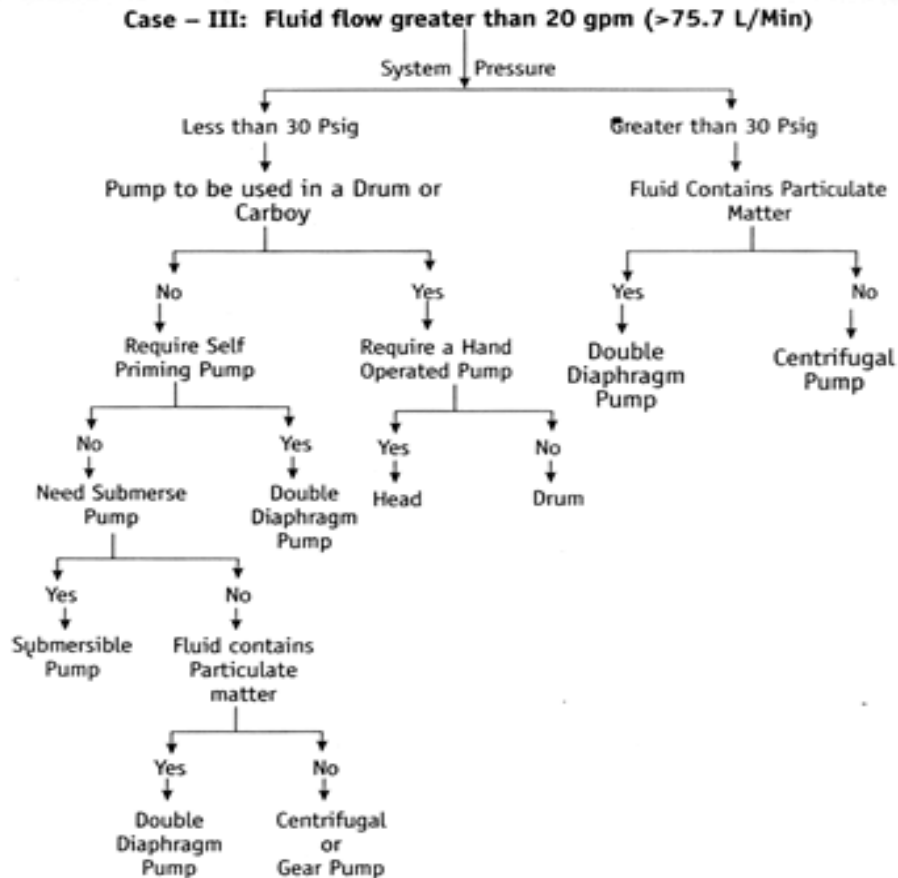 Case – III: Fluid flow greater than 20 gpm (>75.7 L/Min)
System Pressure
Less than 30 Psig
Greater than 30 Psig
Pump to be used in a Drum or
Carboy
Fluid Contains Particulate
Matter
No
Yes
Yes
No
Require Self
Priming Pump
Require a Hand
Operated Pump
Double
Diaphragm
Pump
Centrifugal
Pump
No
Yes
Yes
No
Need Submerse
Pump
Double
Diaphragm
Pump
Head
Drum
Yes
No
Submersible
Pump
Fluid contains
Particulate
matter
Yes
No
Double
Diaphragm
Pump
Centrifugal
or
Gear Pump